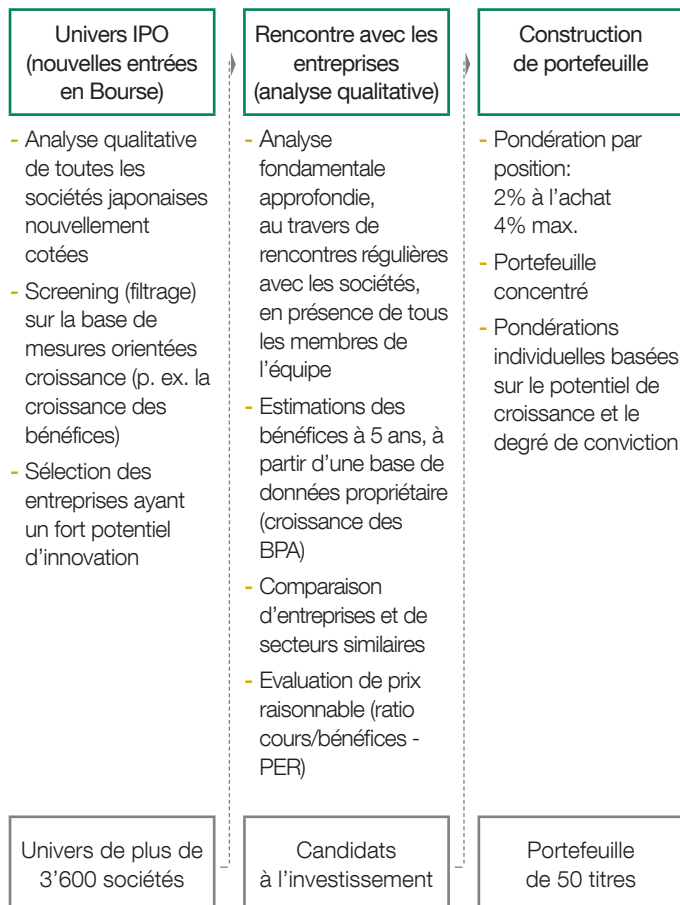 Univers IPO
(nouvelles entrées
en Bourse)
- Analyse qualitative
de toutes les
sociétés japonaises
nouvellement
cotées
- Screening (filtrage)
sur la base de
mesures orientées
croissance (p. ex. la
croissance des
bénéfices)
- Sélection des
entreprises ayant
un fort potentiel
d’innovation
Univers de plus de
3’600 sociétés
Rencontre avec les
entreprises
(analyse qualitative)
- Analyse
fondamentale
approfondie,
au travers de
rencontres régulières
avec les sociétés,
en présence de tous
les membres de
l’équipe
- Estimations des
bénéfices à 5 ans, à
partir d’une base de
données propriétaire
(croissance des
BPA)
- Comparaison
d’entreprises et de
secteurs similaires
- Evaluation de prix
raisonnable (ratio
cours/bénéfices -
PER)
Candidats
à l’investissement
Construction
de portefeuille
- Pondération par
position:
2% à l’achat
4% max.
- Portefeuille
concentré
- Pondérations
individuelles basées
sur le potentiel de
croissance et le
degré de conviction
Portefeuille
de 50 titres